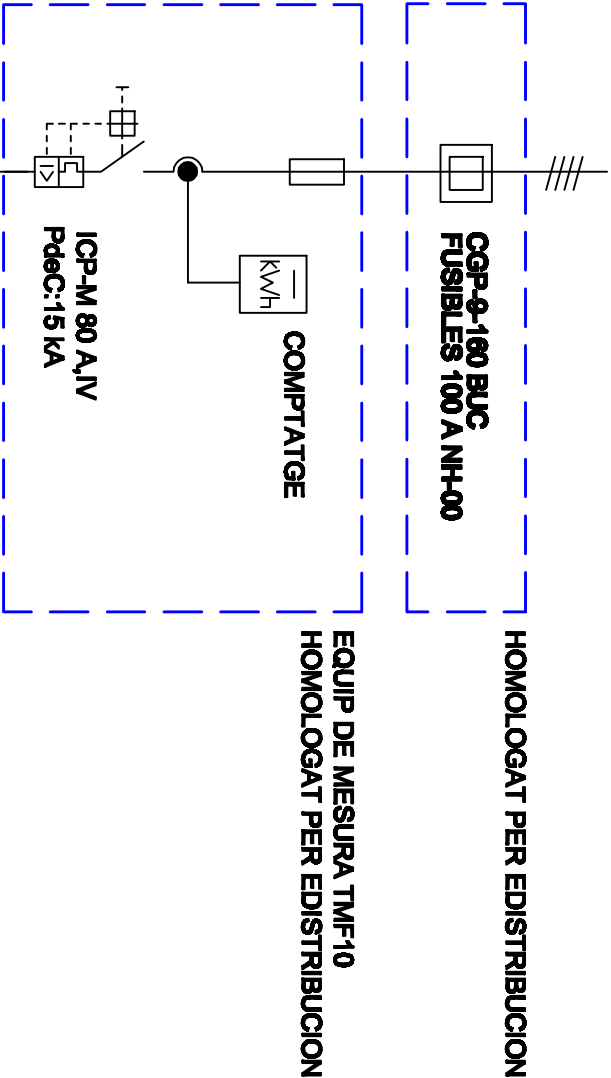 CGP-9-160 BUC
FUSIBLES 100 A NH-00
HOMOLOGAT PER EDISTRIBUCION
kWh
COMPTATGE
EQUIP DE MESURA TMF10
HOMOLOGAT PER EDISTRIBUCION
I>
ICP-M 80 A,IV
PdeC:15 kA